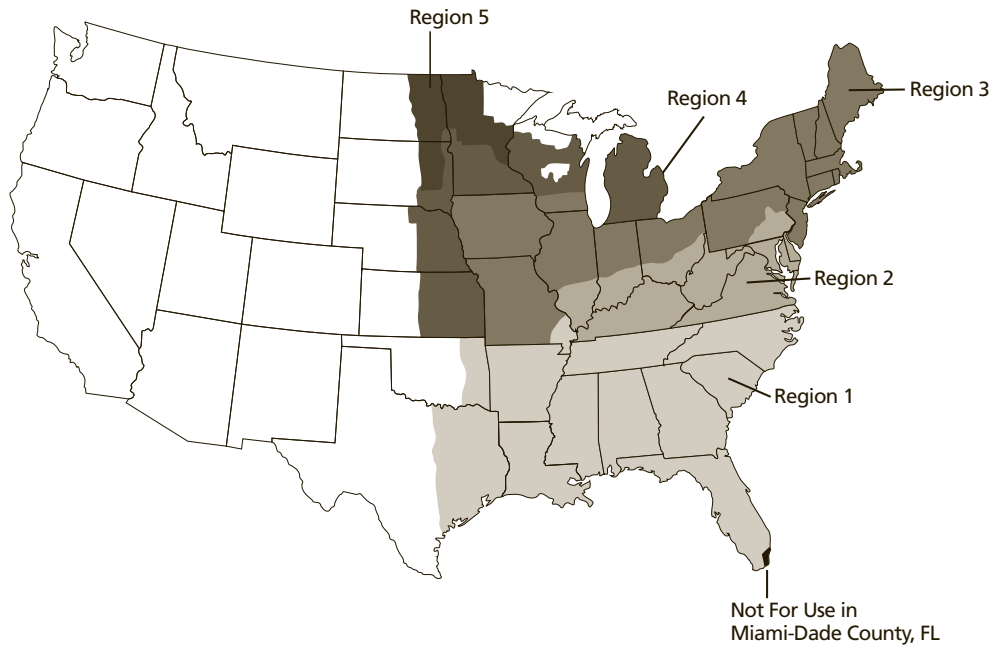 Region 5
Region 3
Region 4
Region 2
Region 1
Not For Use in
Miami-Dade County, FL